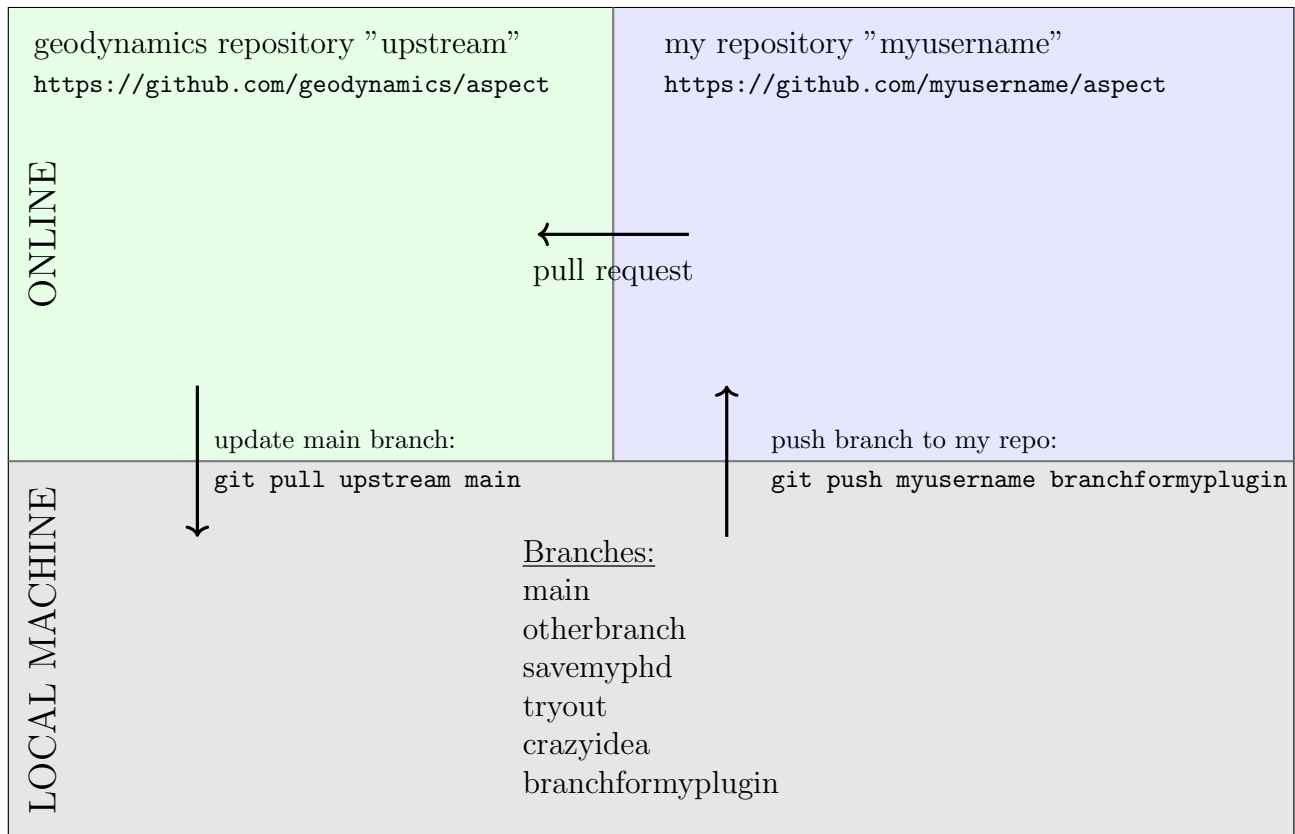 geodynamics repository ”upstream”
https://github.com/geodynamics/aspect
my repository ”myusername”
https://github.com/myusername/aspect
ONLINE
pull request
update main branch:
git pull upstream main
push branch to my repo:
git push myusername branchformyplugin
LOCAL MACHINE
Branches:
main
otherbranch
savemyphd
tryout
crazyidea
branchformyplugin